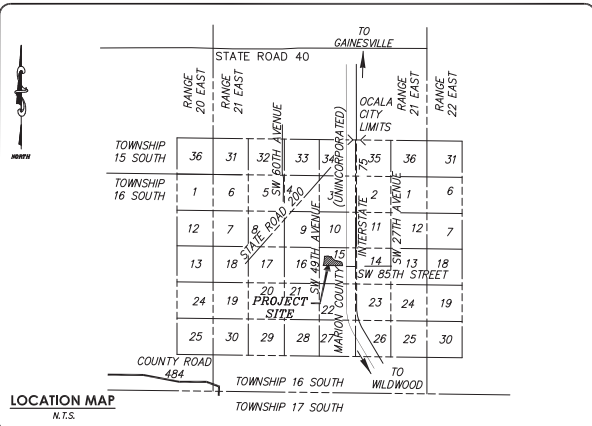 TO
GAINESVILLE
STATE ROAD 40
NORTH
RANGE
20 EAST
RANGE
21 EAST
SW 60TH AVENUE
(UNINCORPORATED)
OCALA
CITY
LIMITS
RANGE
21 EAST
RANGE
22 EAST
TOWNSHIP
15 SOUTH
36 31 32 33 34 35 36 31
TOWNSHIP
16 SOUTH
1 6 5 4 3 2 1 6
STATE ROAD 200
INTERSTATE 75
SW 27TH AVENUE
SW 49TH AVENUE
12 7 8 9 10 11 12 7
13 18 17 16 15 14 13 18
SW 85TH STREET
MARION COUNTY
24 19 20 21 22 23 24 19
PROJECT
SITE
25 30 29 28 27 26 25 30
COUNTY ROAD
484
TO
WILDWOOD
TOWNSHIP 16 SOUTH
TOWNSHIP 17 SOUTH
LOCATION MAP
N.T.S.